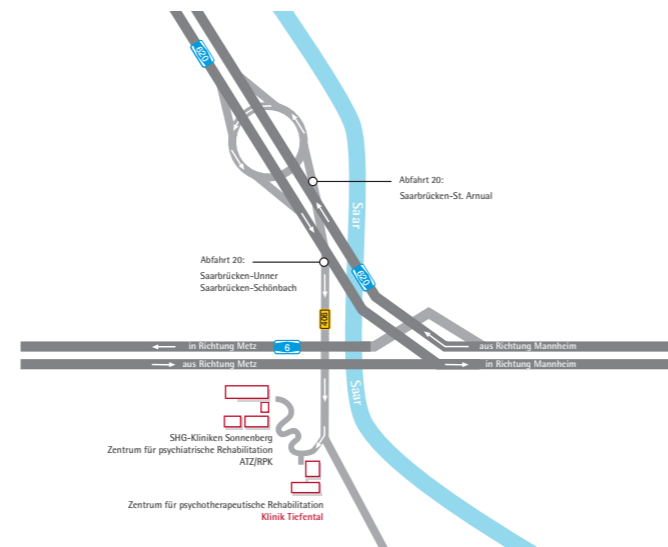 620
Abfahrt 20:
Saarbrücken-St. Arnual
Saar
Abfahrt 20:
Saarbrücken-Unner
Saarbrücken-Schönbach
620
406
in Richtung Metz
6
aus Richtung Mannheim
aus Richtung Metz
in Richtung Mannheim
Saar
SHG-Kliniken Sonnenberg
Zentrum für psychiatrische Rehabilitation
ATZ/RPK
Zentrum für psychotherapeutische Rehabilitation
Klinik Tiefental